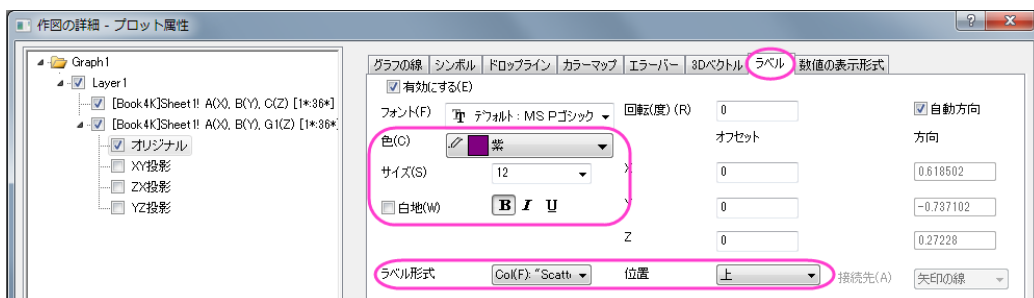 作図の詳細 - プロット属性
Graph1
Layer1
[Book4K]Sheet1! A(X), B(Y), C(Z) [1*:36*]
[Book4K]Sheet1! A(X), B(Y), G1(Z) [1*:36*]
オリジナル
XY投影
ZX投影
YZ投影
グラフの線 シンボル ドロップライン カラーマップ エラーバー 3Dベクトル ラベル 数値の表示形式
有効にする(E)
フォント(F) デフォルト: MS Pゴシック 回転(度) (R) 0 自動方向
色(C) 紫 オフセット 方向
サイズ(S) 12 X 0 0.618502
白地(W) B I U Y 0 -0.737102
Z 0 0.27228
ラベル形式 Col(F): "Scatt 位置 上 接続先(A) 矢印の線